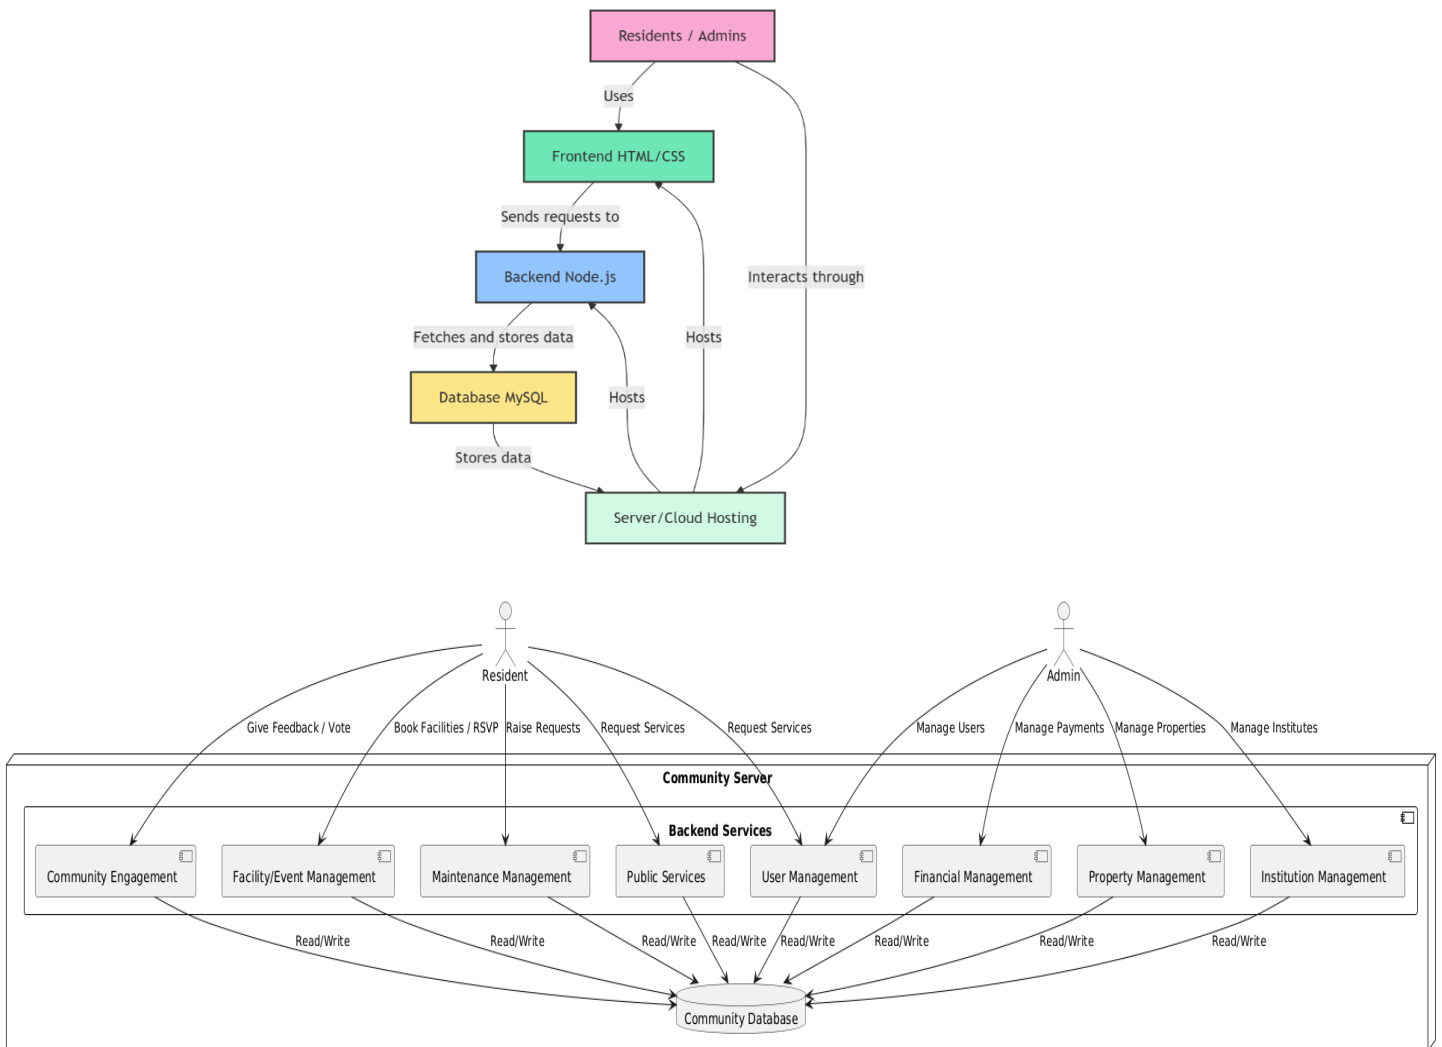 Residents / Admins
Uses
Frontend HTML/CSS
Sends requests to
Backend Node.js
Interacts through
Fetches and stores data
Hosts
Database MySQL
Hosts
Stores data
Server/Cloud Hosting
Resident
Admin
Give Feedback / Vote
Book Facilities / RSVP
Raise Requests
Request Services
Request Services
Manage Users
Manage Payments
Manage Properties
Manage Institutes
Community Server
Backend Services
Community Engagement
Facility/Event Management
Maintenance Management
Public Services
User Management
Financial Management
Property Management
Institution Management
Read/Write
Read/Write
Read/Write
Read/Write
Read/Write
Read/Write
Read/Write
Read/Write
Community Database